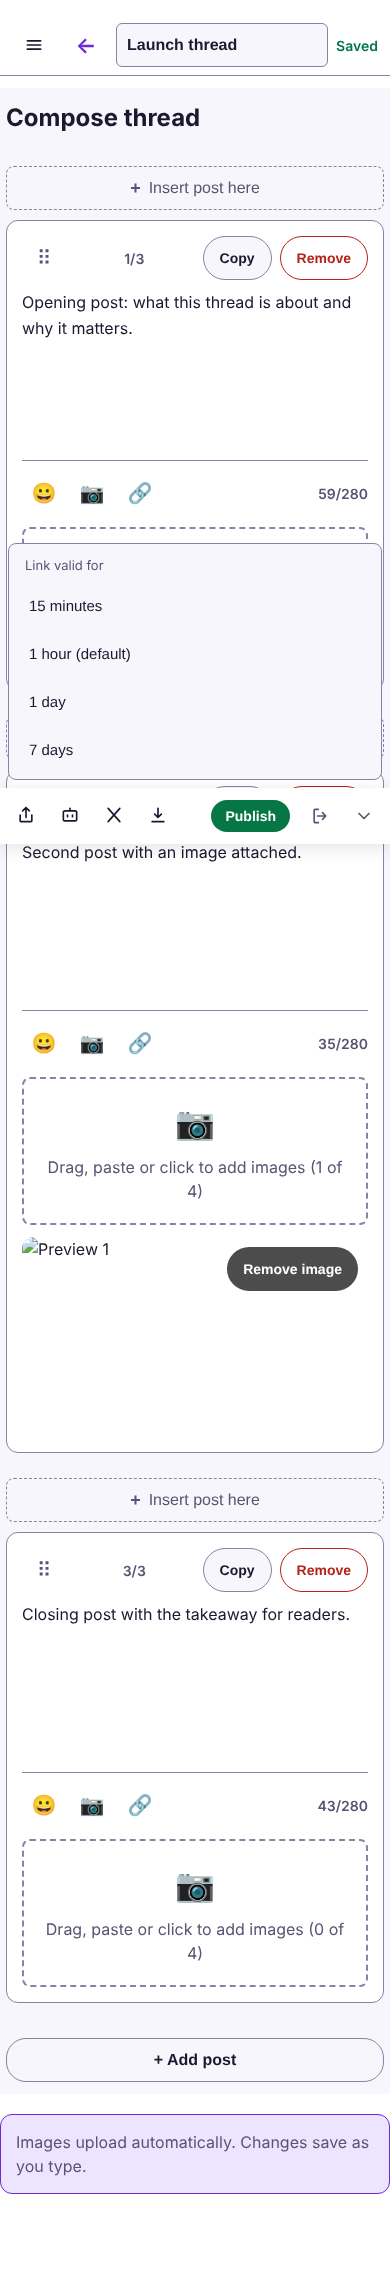 Launch thread
Saved
Compose thread
+ Insert post here
1/3
Copy
Remove
Opening post: what this thread is about and
why it matters.
59/280
Link valid for
15 minutes
1 hour (default)
1 day
7 days
Publish
Second post with an image attached.
35/280
Drag, paste or click to add images (1 of
4)
Preview 1
Remove image
+ Insert post here
3/3
Copy
Remove
Closing post with the takeaway for readers.
43/280
Drag, paste or click to add images (0 of
4)
+ Add post
Images upload automatically. Changes save as
you type.